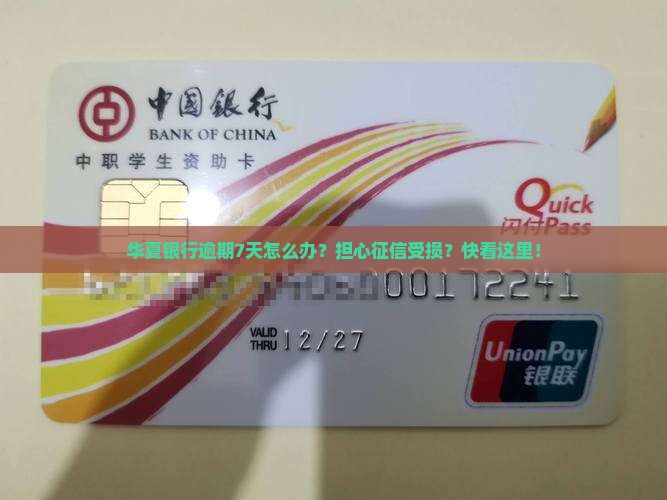 中國銀行
BANK OF CHINA
中职学生资助卡
Quick
闪付Pass
华夏银行逾期7天怎么办？担心征信受损？快看这里！
00172241
VALID
THRU 12/27
UnionPay
银联